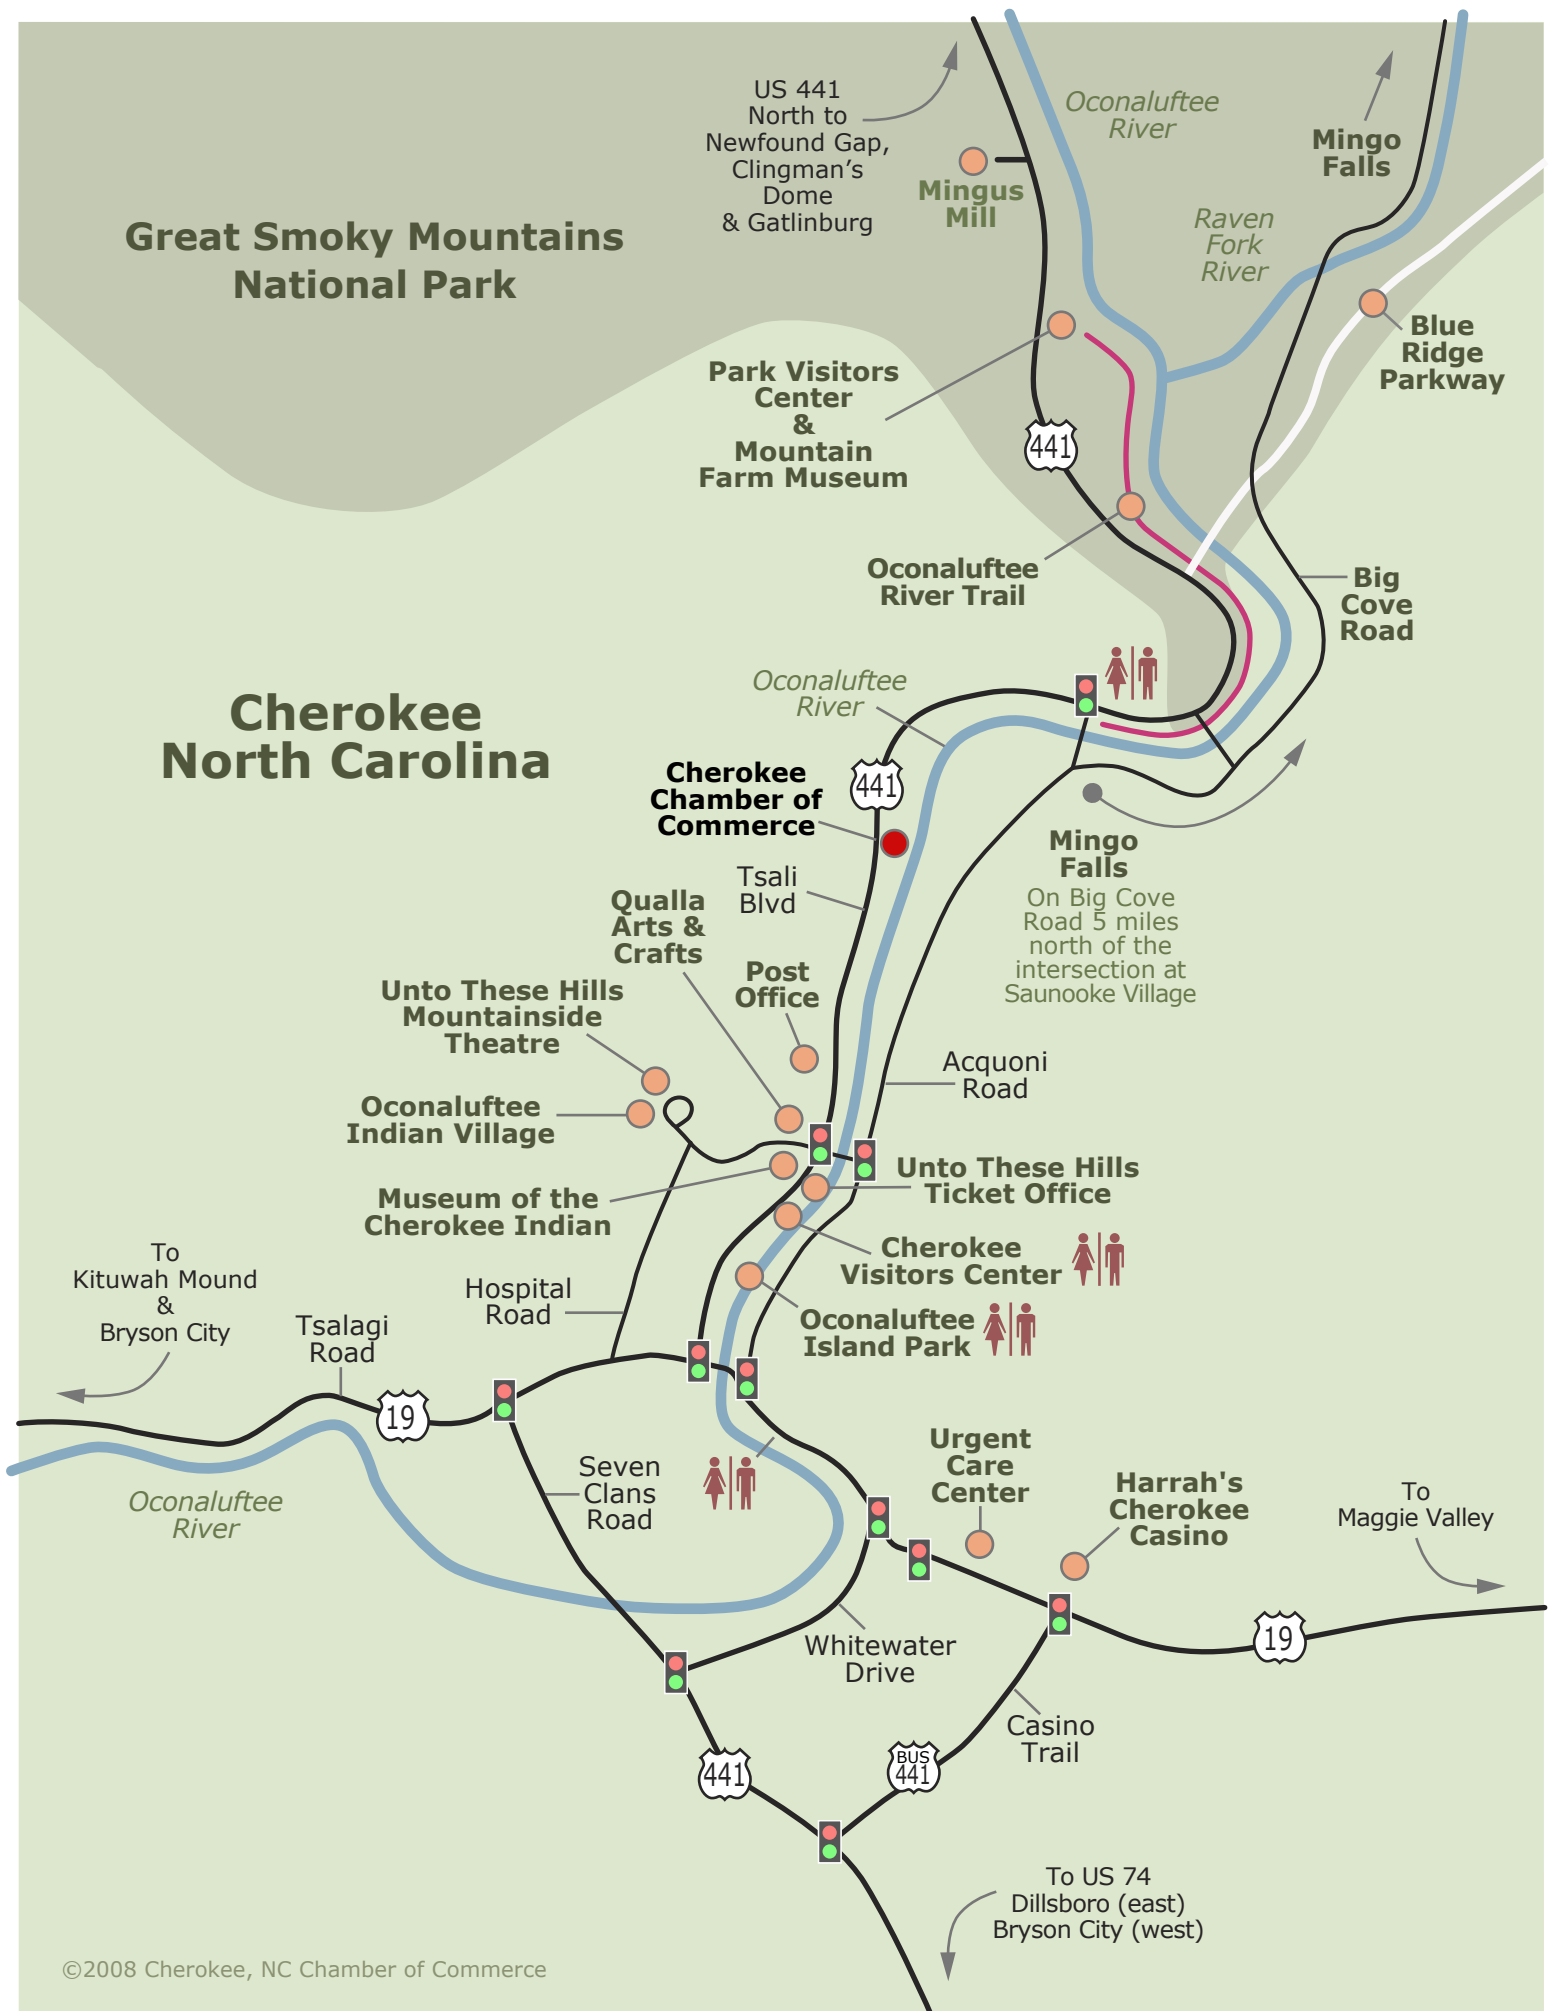 US 441
North to
Newfound Gap,
Clingman's
Dome
& Gatlinburg
Oconaluftee
River
Mingo
Falls
Mingus
Mill
Raven
Fork
River
Great Smoky Mountains
National Park
Blue
Ridge
Parkway
Park Visitors
Center
&
Mountain
Farm Museum
441
Oconaluftee
River Trail
Big
Cove
Road
Oconaluftee
River
Cherokee
North Carolina
Cherokee
Chamber of
Commerce
441
Mingo
Falls
On Big Cove
Road 5 miles
north of the
intersection at
Saunooke Village
Tsali
Blvd
Qualla
Arts &
Crafts
Post
Office
Unto These Hills
Mountainside
Theatre
Acquoni
Road
Oconaluftee
Indian Village
Unto These Hills
Ticket Office
Museum of the
Cherokee Indian
Cherokee
Visitors Center
To
Kituwah Mound
&
Bryson City
Hospital
Road
Oconaluftee
Island Park
Tsalagi
Road
19
Urgent
Care
Center
Seven
Clans
Road
Harrah's
Cherokee
Casino
To
Maggie Valley
Oconaluftee
River
19
Whitewater
Drive
Casino
Trail
441
BUS
441
To US 74
Dillsboro (east)
Bryson City (west)
©2008 Cherokee, NC Chamber of Commerce